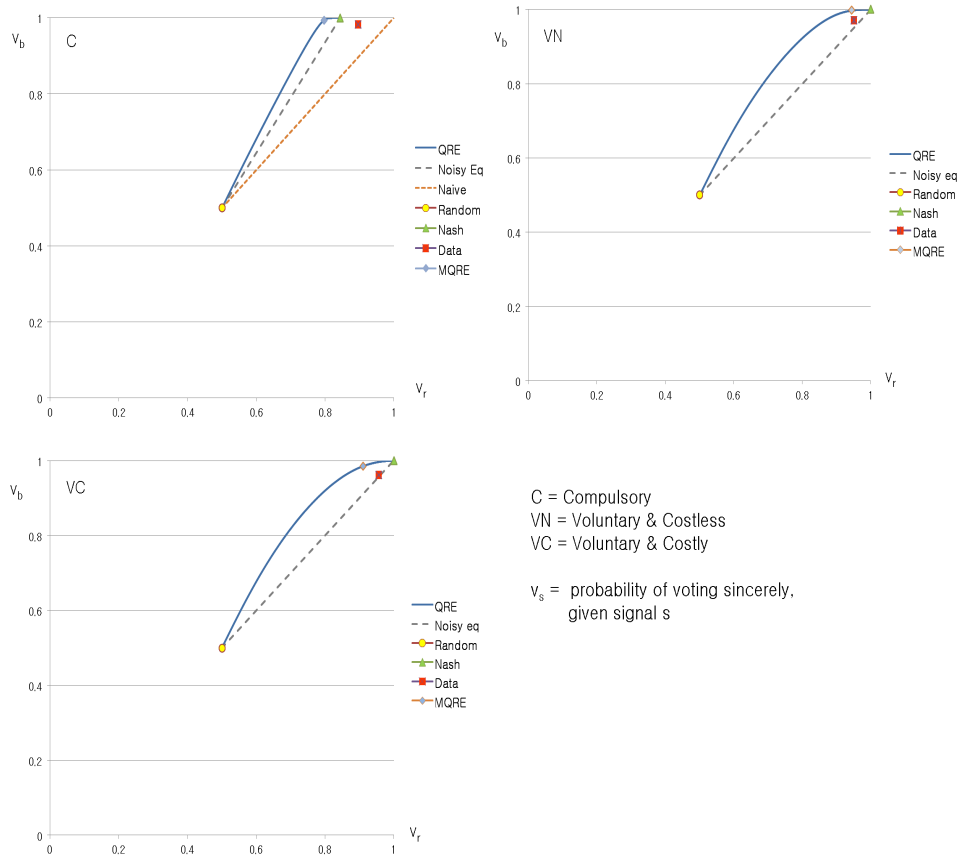 v_b
C
1
0.8
0.6
0.4
0.2
0
0
0.2
0.4
0.6
0.8
1
v_r
QRE
Noisy Eq
Naive
Random
Nash
Data
MQRE
v_b
VN
1
0.8
0.6
0.4
0.2
0
0
0.2
0.4
0.6
0.8
1
v_r
QRE
Noisy eq
Random
Nash
Data
MQRE
v_b
VC
1
0.8
0.6
0.4
0.2
0
0
0.2
0.4
0.6
0.8
1
v_r
QRE
Noisy eq
Random
Nash
Data
MQRE
C = Compulsory
VN = Voluntary & Costless
VC = Voluntary & Costly
v_s = probability of voting sincerely,
given signal s